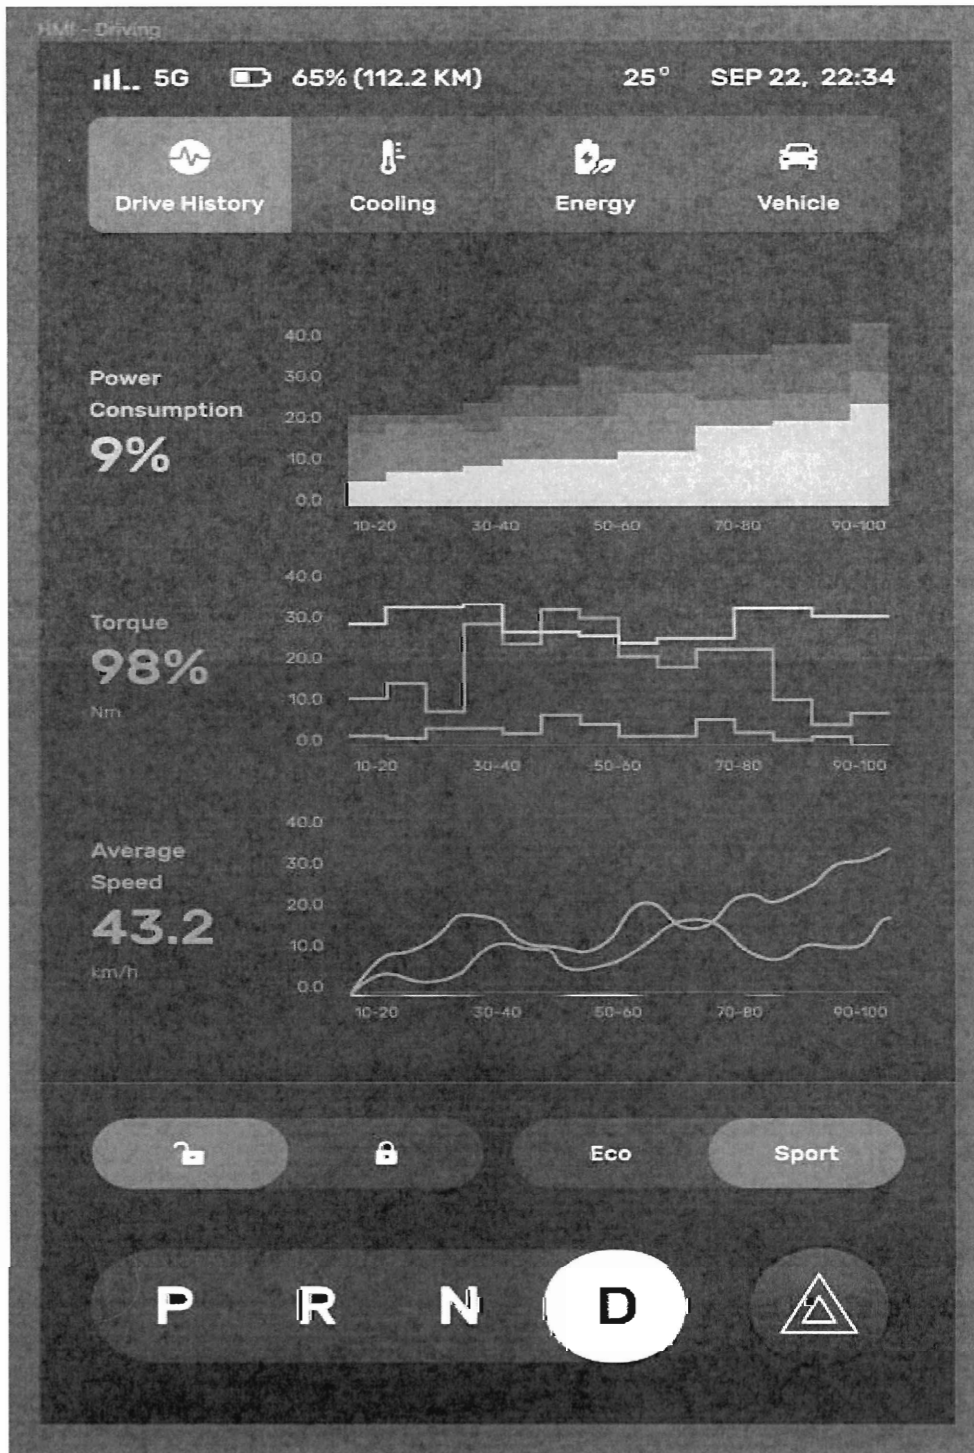 HMI - Driving
5G 65% (112.2 KM) 25° SEP 22, 22:34
Drive History Cooling Energy Vehicle
Power
Consumption
9%
40.0
30.0
20.0
10.0
0.0
10-20 30-40 50-60 70-80 90-100
Torque
98%
Nm
40.0
30.0
20.0
10.0
0.0
10-20 30-40 50-60 70-80 90-100
Average
Speed
43.2
km/h
40.0
30.0
20.0
10.0
0.0
10-20 30-40 50-60 70-80 90-100
Eco Sport
P R N D